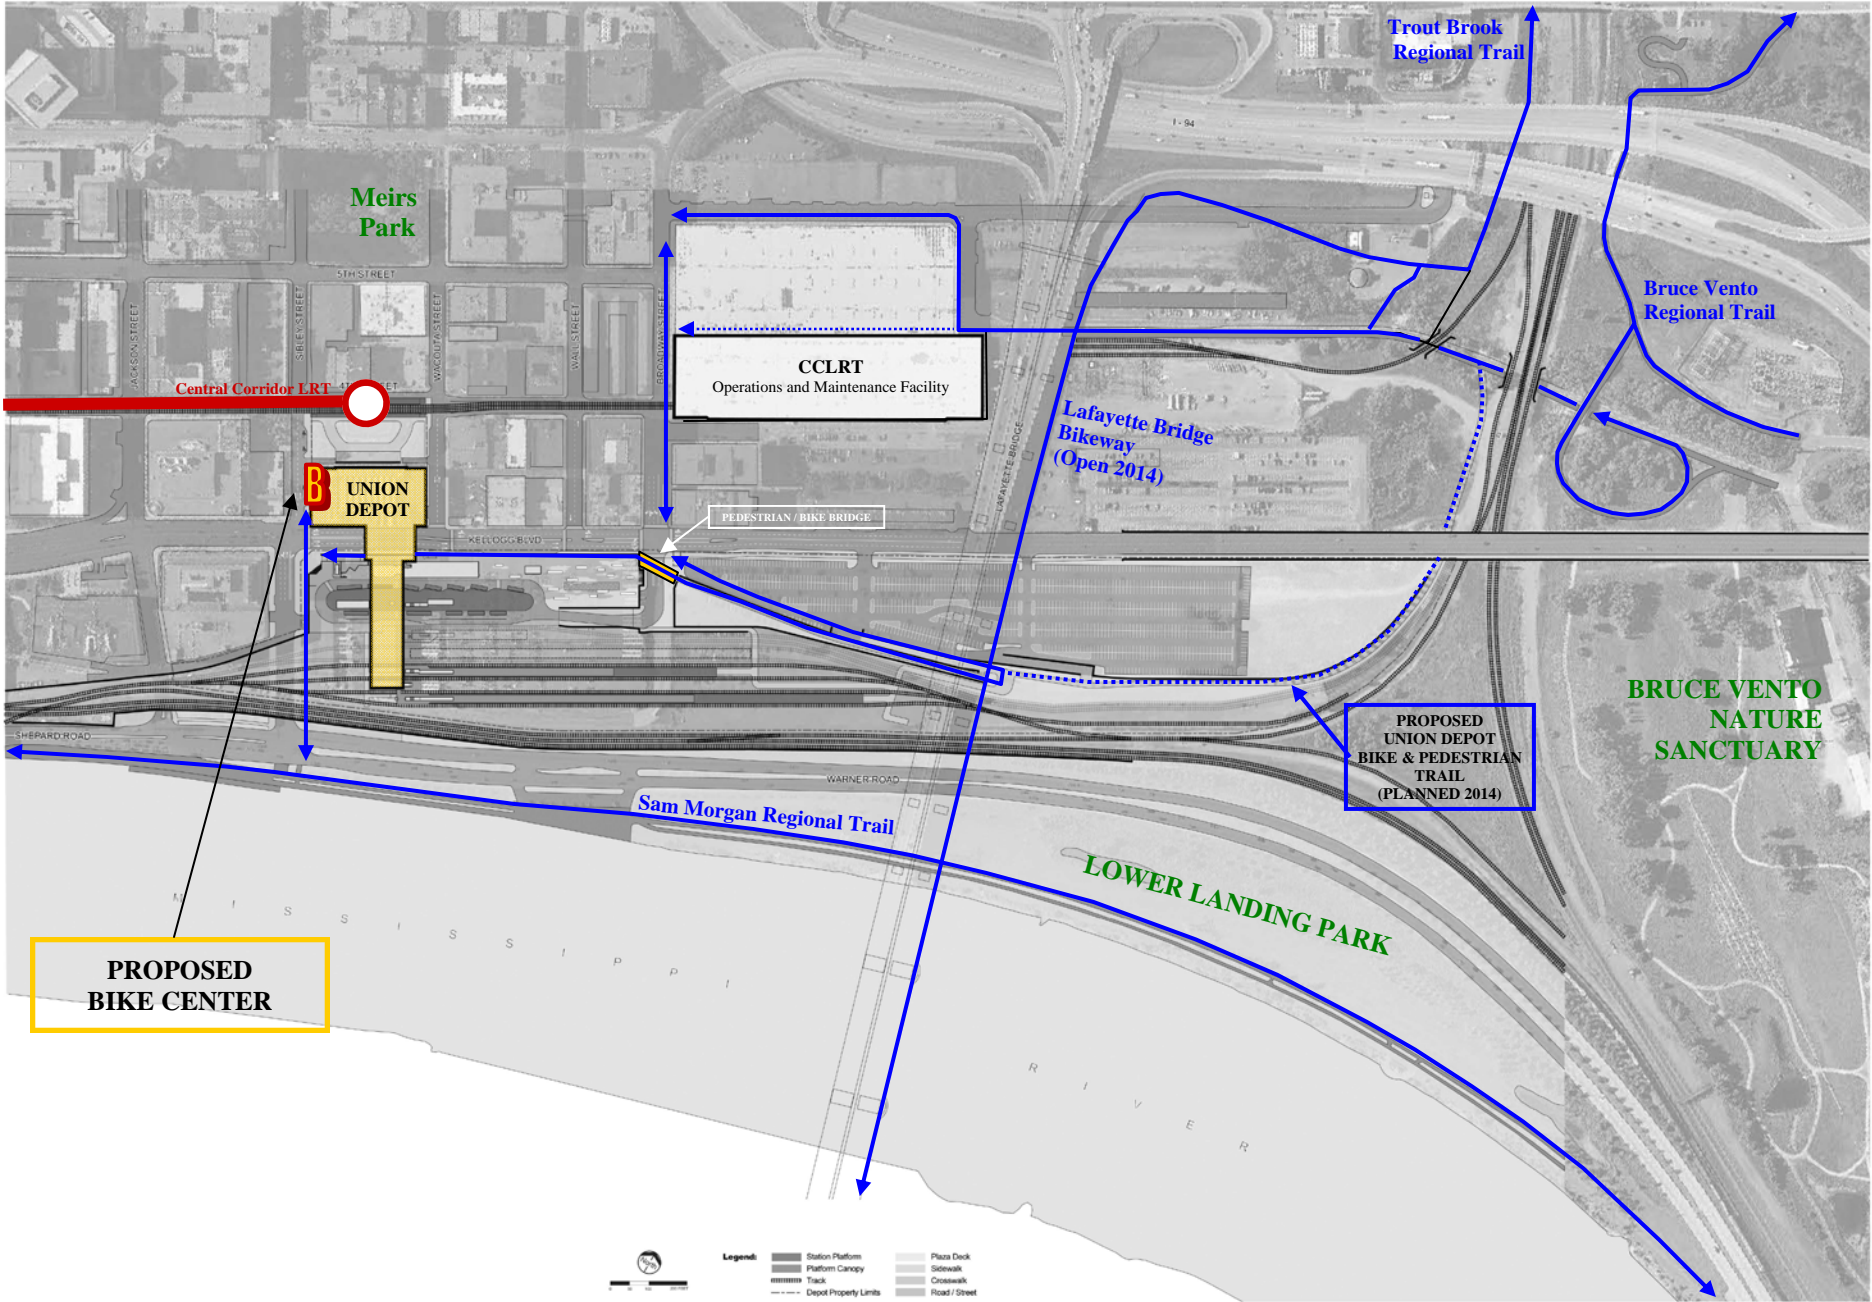 Trout Brook
Regional Trail
I - 94
Meirs
Park
5TH STREET
Bruce Vento
Regional Trail
JACKSON STREET
SIBLEY STREET
WACOUTA STREET
WALL STREET
BROADWAY STREET
CCLRT
Operations and Maintenance Facility
Central Corridor LRT
Lafayette Bridge
Bikeway
(Open 2014)
LAFAYETTE BRIDGE
B
UNION
DEPOT
PEDESTRIAN / BIKE BRIDGE
KELLOGG BLVD
BRUCE VENTO
NATURE
SANCTUARY
PROPOSED
UNION DEPOT
BIKE & PEDESTRIAN
TRAIL
(PLANNED 2014)
SHEPARD ROAD
WARNER ROAD
Sam Morgan Regional Trail
LOWER LANDING PARK
MISSISSIPPI
RIVER
PROPOSED
BIKE CENTER
North
Legend:
Station Platform
Platform Canopy
Track
Depot Property Limits
Plaza Deck
Sidewalk
Crosswalk
Road / Street